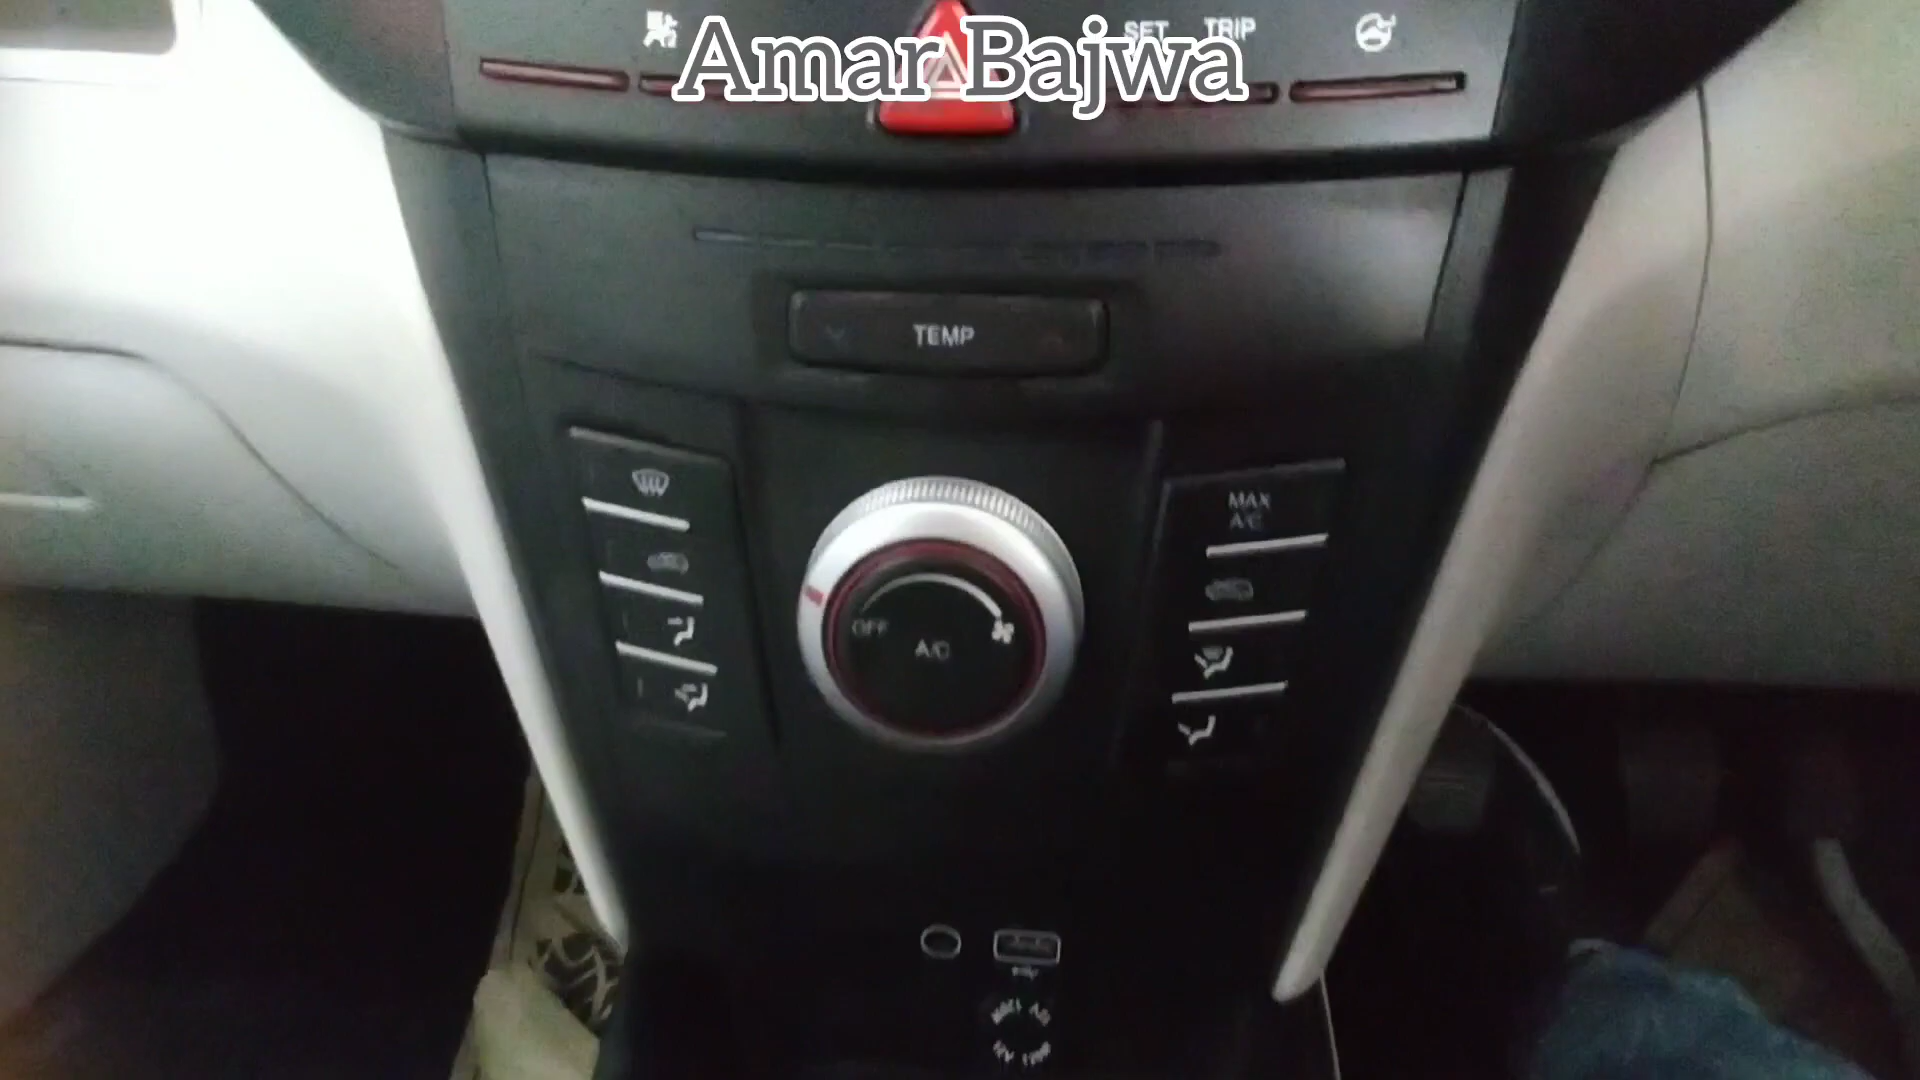 Amar Bajwa
SET TRIP
TEMP
MAX
A/C
OFF
A/C